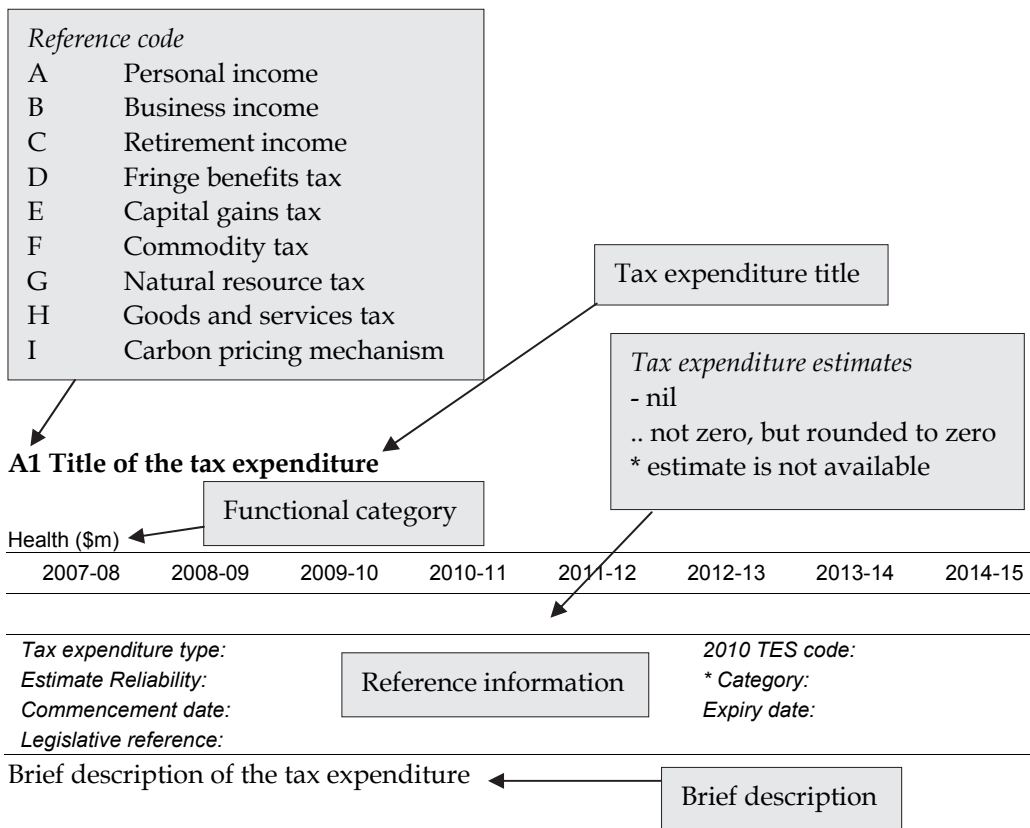 Reference code
A Personal income
B Business income
C Retirement income
D Fringe benefits tax
E Capital gains tax
F Commodity tax
G Natural resource tax
H Goods and services tax
I Carbon pricing mechanism
Tax expenditure title
Tax expenditure estimates
- nil
.. not zero, but rounded to zero
* estimate is not available
A1 Title of the tax expenditure
Functional category
Health ($m)
2007-08 2008-09 2009-10 2010-11 2011-12 2012-13 2013-14 2014-15
Tax expenditure type: 2010 TES code:
Estimate Reliability: * Category:
Reference information
Commencement date: Expiry date:
Legislative reference:
Brief description of the tax expenditure
Brief description